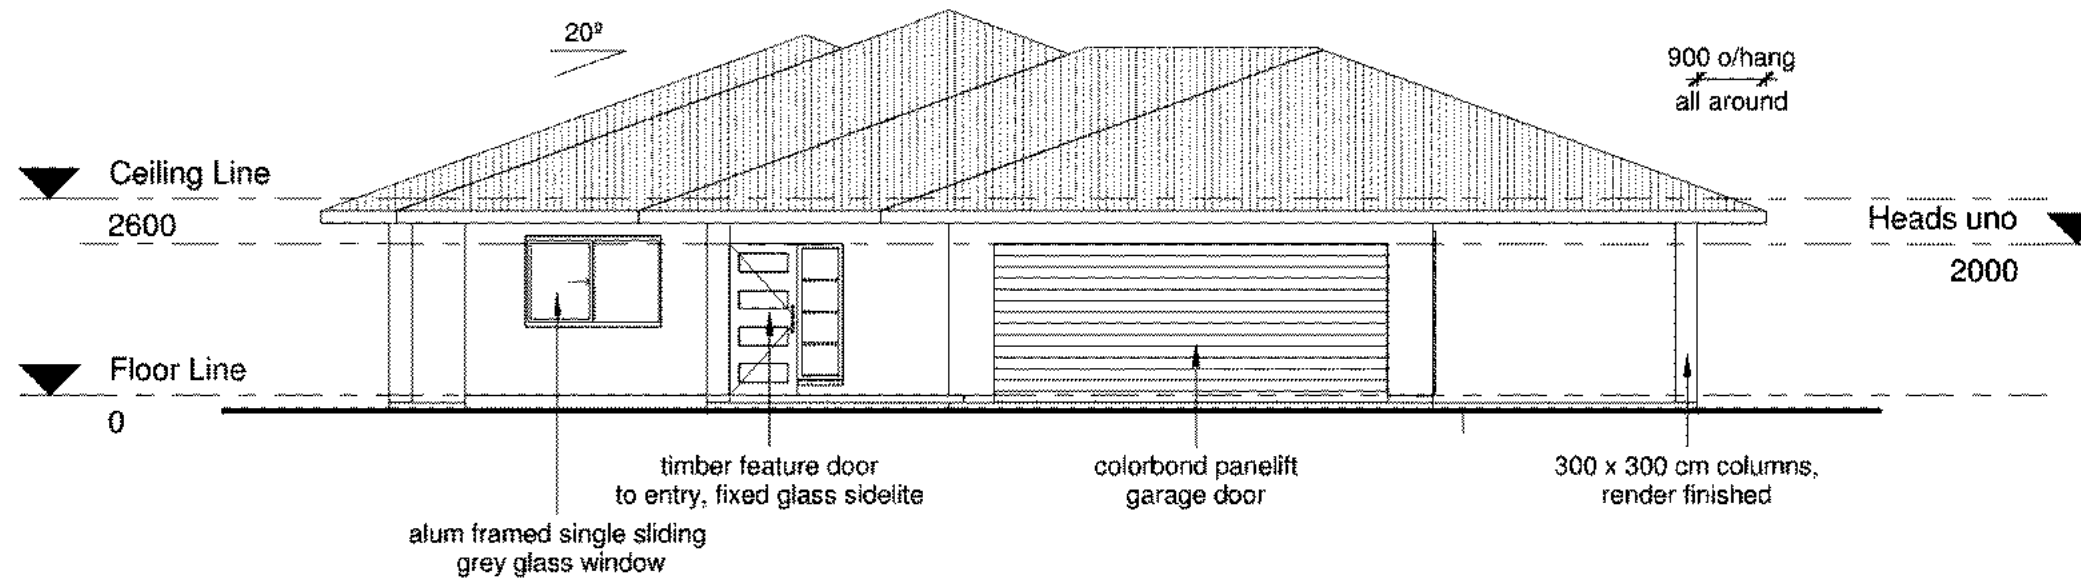 20º
900 o/hang
all around
Ceiling Line
2600
Heads uno
2000
Floor Line
0
timber feature door
to entry, fixed glass sidelite
colorbond panelift
garage door
300 x 300 cm columns,
render finished
alum framed single sliding
grey glass window